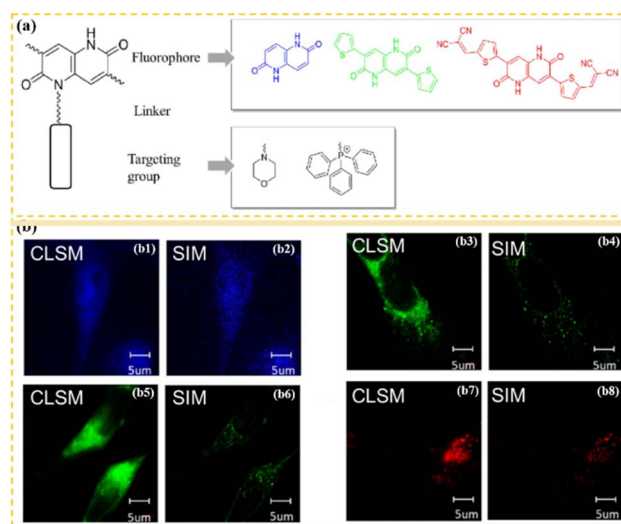 (a)
Fluorophore
Linker
Targeting
group
H
N
O
O
N
H
N
O
O
N
H
S
H
N
O
O
N
H
S
NC
CN
S
H
N
O
O
N
H
S
CN
CN
N
O
P
(b)
CLSM
(b1)
5um
SIM
(b2)
5um
CLSM
(b3)
5um
SIM
(b4)
5um
CLSM
(b5)
5um
SIM
(b6)
5um
CLSM
(b7)
5um
SIM
(b8)
5um